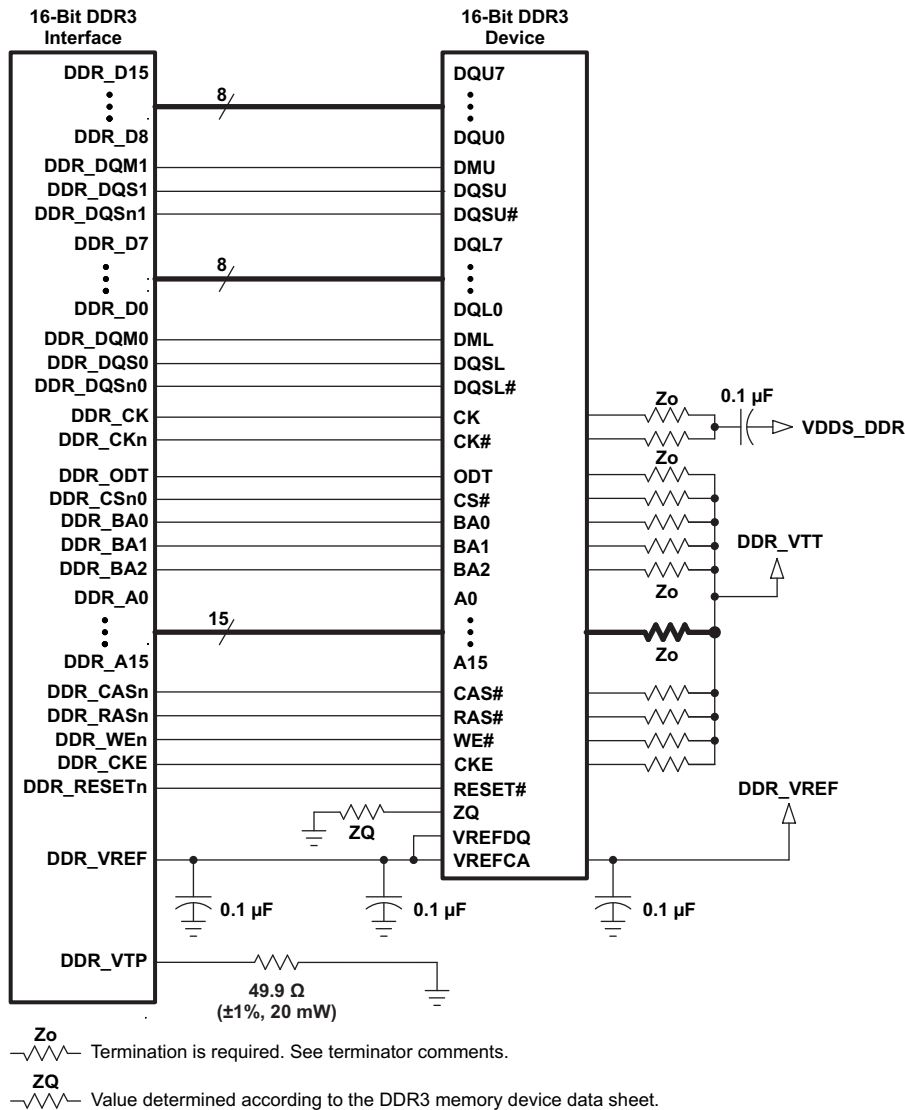 16-Bit DDR3
Interface
16-Bit DDR3
Device
DDR_D15
8
DQU7
DDR_D8
DQU0
DDR_DQM1
DMU
DDR_DQS1
DQSU
DDR_DQSn1
DQSU#
DDR_D7
8
DQL7
DDR_D0
DQL0
DDR_DQM0
DML
DDR_DQS0
DQSL
DDR_DQSn0
DQSL#
Zo
0.1 µF
DDR_CK
CK
VDDS_DDR
DDR_CKn
CK#
Zo
DDR_ODT
ODT
DDR_CSn0
CS#
DDR_BA0
BA0
DDR_BA1
BA1
DDR_VTT
DDR_BA2
BA2
Zo
DDR_A0
A0
15
Zo
DDR_A15
A15
DDR_CASn
CAS#
DDR_RASn
RAS#
DDR_WEn
WE#
DDR_CKE
CKE
DDR_RESETn
RESET#
DDR_VREF
ZQ
ZQ
VREFDQ
DDR_VREF
VREFCA
0.1 µF
0.1 µF
0.1 µF
DDR_VTP
49.9 Ω
(±1%, 20 mW)
Zo
Termination is required. See terminator comments.
ZQ
Value determined according to the DDR3 memory device data sheet.